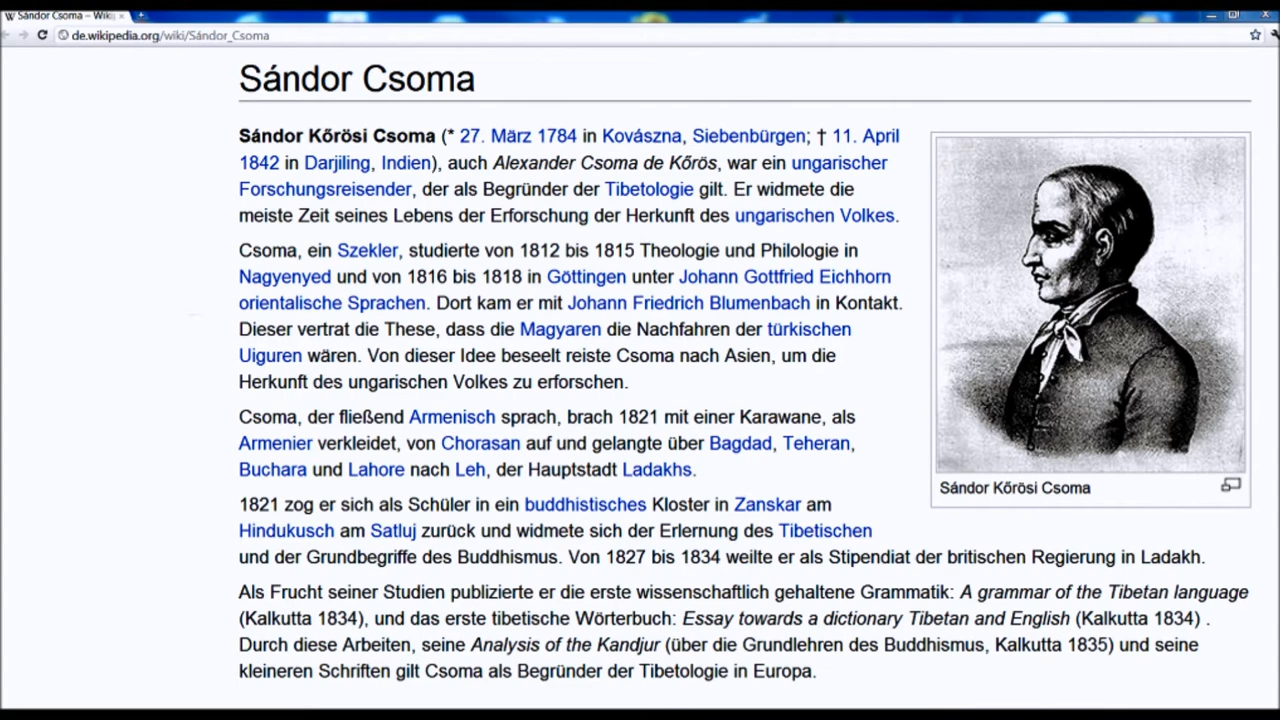 Sándor Csoma – Wiki
de.wikipedia.org/wiki/Sándor_Csoma
Sándor Csoma
Sándor Kőrösi Csoma (* 27. März 1784 in Kovászna, Siebenbürgen; † 11. April
1842 in Darjiling, Indien), auch Alexander Csoma de Kőrös, war ein ungarischer
Forschungsreisender, der als Begründer der Tibetologie gilt. Er widmete die
meiste Zeit seines Lebens der Erforschung der Herkunft des ungarischen Volkes.
Csoma, ein Szekler, studierte von 1812 bis 1815 Theologie und Philologie in
Nagyenyed und von 1816 bis 1818 in Göttingen unter Johann Gottfried Eichhorn
orientalische Sprachen. Dort kam er mit Johann Friedrich Blumenbach in Kontakt.
Dieser vertrat die These, dass die Magyaren die Nachfahren der türkischen
Uiguren wären. Von dieser Idee beseelt reiste Csoma nach Asien, um die
Herkunft des ungarischen Volkes zu erforschen.
Csoma, der fließend Armenisch sprach, brach 1821 mit einer Karawane, als
Armenier verkleidet, von Chorasan auf und gelangte über Bagdad, Teheran,
Buchara und Lahore nach Leh, der Hauptstadt Ladakhs.
Sándor Kőrösi Csoma
1821 zog er sich als Schüler in ein buddhistisches Kloster in Zanskar am
Hindukusch am Satluj zurück und widmete sich der Erlernung des Tibetischen
und der Grundbegriffe des Buddhismus. Von 1827 bis 1834 weilte er als Stipendiat der britischen Regierung in Ladakh.
Als Frucht seiner Studien publizierte er die erste wissenschaftlich gehaltene Grammatik: A grammar of the Tibetan language
(Kalkutta 1834), und das erste tibetische Wörterbuch: Essay towards a dictionary Tibetan and English (Kalkutta 1834) .
Durch diese Arbeiten, seine Analysis of the Kandjur (über die Grundlehren des Buddhismus, Kalkutta 1835) und seine
kleineren Schriften gilt Csoma als Begründer der Tibetologie in Europa.